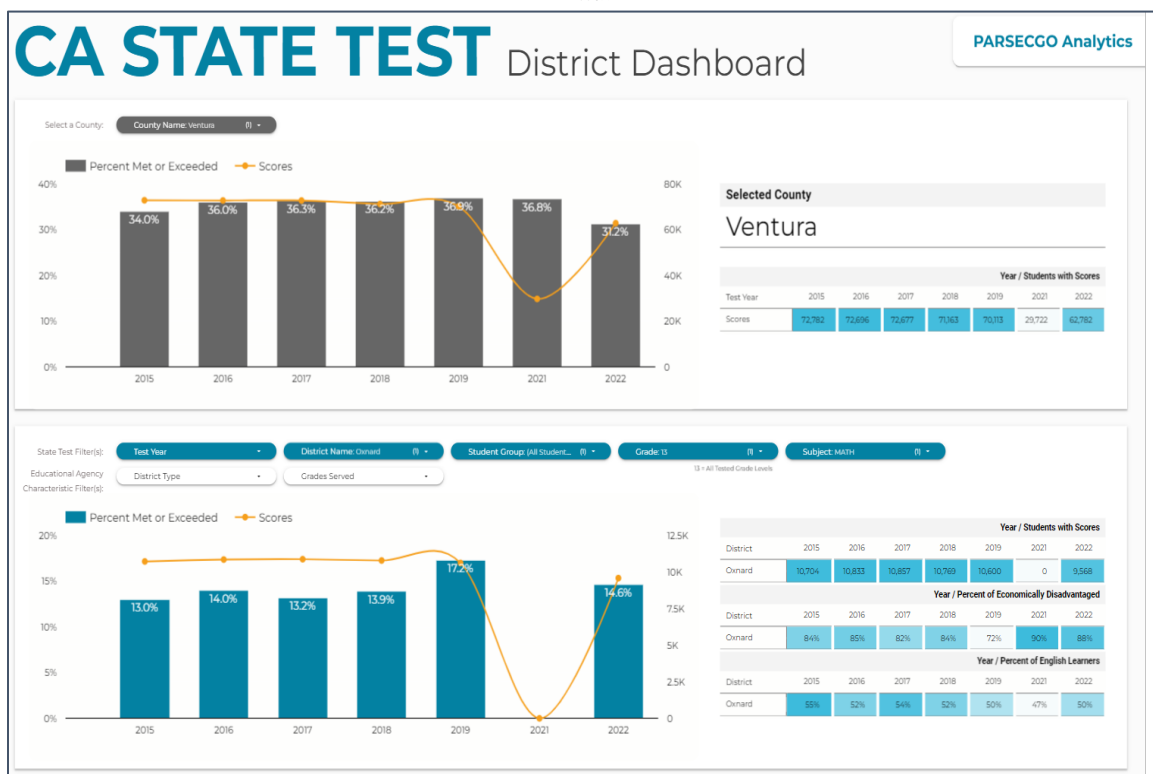 CA STATE TEST District Dashboard
PARSECGO Analytics
Select a County:
County Name: Ventura (1)
Percent Met or Exceeded Scores
40% 80K
30% 60K
20% 40K
10% 20K
0% 0
34.0% 36.0% 36.3% 36.2% 36.9% 36.8% 31.2%
2015 2016 2017 2018 2019 2021 2022
Selected County
Ventura
Year / Students with Scores
Test Year 2015 2016 2017 2018 2019 2021 2022
Scores 72,782 72,696 72,677 71,163 70,113 29,722 62,782
State Test Filter(s): Test Year District Name: Oxnard (1) Student Group: (All Student... (1) Grade: 13 (1) Subject: MATH (1)
13 = All Tested Grade Levels
Educational Agency
Characteristic Filter(s):
District Type Grades Served
Percent Met or Exceeded Scores
20% 12.5K
15% 10K
10% 7.5K
5% 5K
0% 2.5K
0
13.0% 14.0% 13.2% 13.9% 17.2% 14.6%
2015 2016 2017 2018 2019 2021 2022
Year / Students with Scores
District 2015 2016 2017 2018 2019 2021 2022
Oxnard 10,704 10,833 10,857 10,769 10,600 0 9,568
Year / Percent of Economically Disadvantaged
District 2015 2016 2017 2018 2019 2021 2022
Oxnard 84% 85% 82% 84% 72% 90% 88%
Year / Percent of English Learners
District 2015 2016 2017 2018 2019 2021 2022
Oxnard 55% 52% 54% 52% 50% 47% 50%